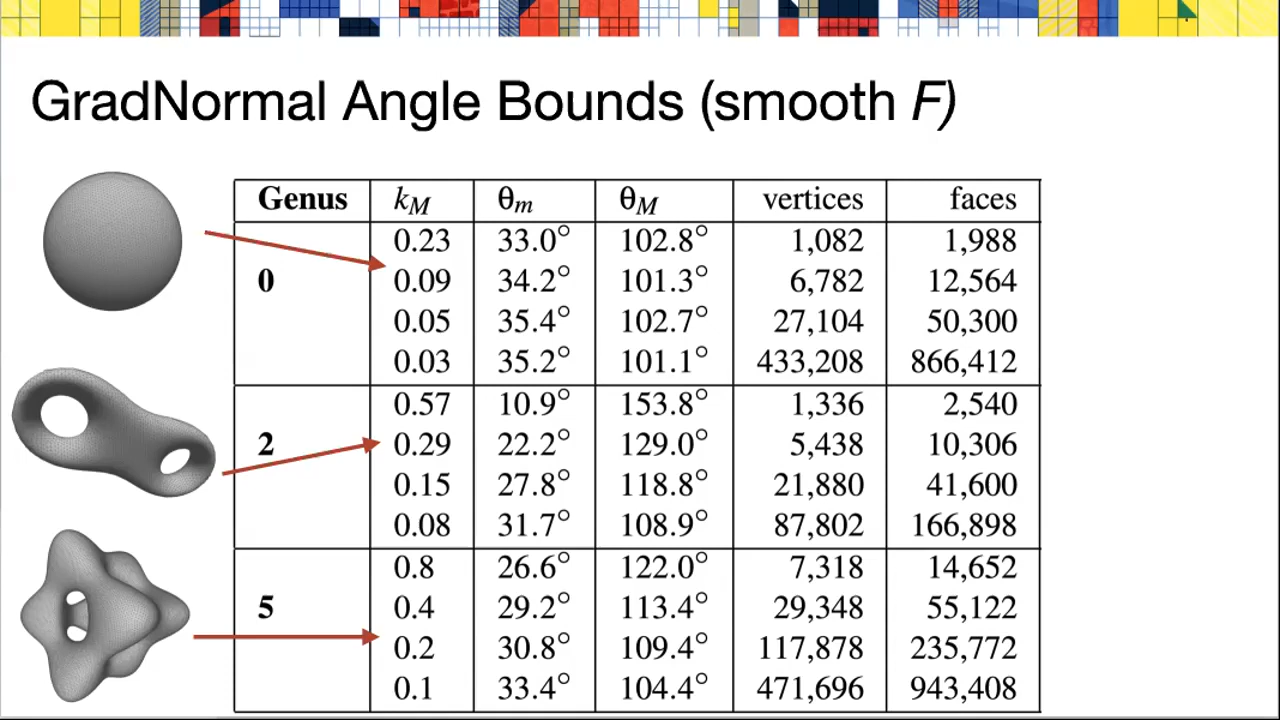 GradNormal Angle Bounds (smooth F)
Genus k_M θ_m θ_M vertices faces
0.23 33.0° 102.8° 1,082 1,988
0 0.09 34.2° 101.3° 6,782 12,564
0.05 35.4° 102.7° 27,104 50,300
0.03 35.2° 101.1° 433,208 866,412
0.57 10.9° 153.8° 1,336 2,540
2 0.29 22.2° 129.0° 5,438 10,306
0.15 27.8° 118.8° 21,880 41,600
0.08 31.7° 108.9° 87,802 166,898
0.8 26.6° 122.0° 7,318 14,652
5 0.4 29.2° 113.4° 29,348 55,122
0.2 30.8° 109.4° 117,878 235,772
0.1 33.4° 104.4° 471,696 943,408